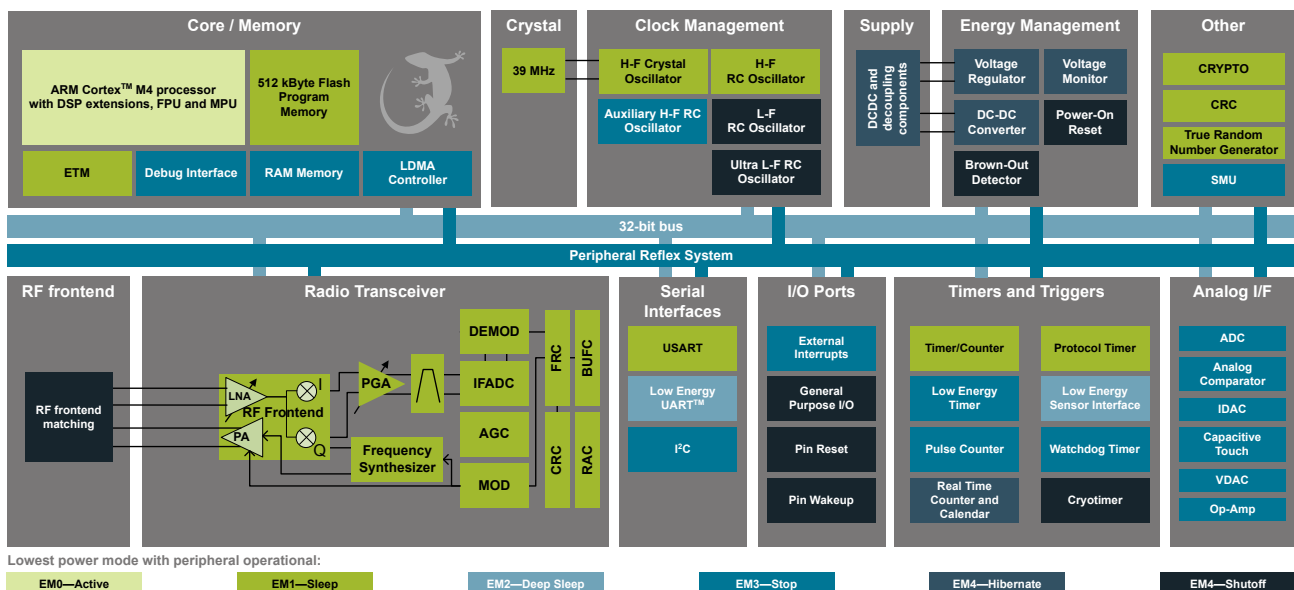 Core / Memory
ARM Cortex™ M4 processor
with DSP extensions, FPU and MPU
512 kByte Flash
Program
Memory
ETM
Debug Interface
RAM Memory
LDMA
Controller
Crystal
39 MHz
Clock Management
H-F Crystal
Oscillator
H-F
RC Oscillator
Auxiliary H-F RC
Oscillator
L-F
RC Oscillator
Ultra L-F RC
Oscillator
Supply
DCDC and
decoupling
components
Energy Management
Voltage
Regulator
Voltage
Monitor
DC-DC
Converter
Power-On
Reset
Brown-Out
Detector
Other
CRYPTO
CRC
True Random
Number Generator
SMU
32-bit bus
Peripheral Reflex System
RF frontend
RF frontend
matching
Radio Transceiver
LNA
RF Frontend
PA
I
Q
PGA
Frequency
Synthesizer
DEMOD
IFADC
AGC
MOD
FRC
BUFC
CRC
RAC
Serial
Interfaces
USART
Low Energy
UART™
I²C
I/O Ports
External
Interrupts
General
Purpose I/O
Pin Reset
Pin Wakeup
Timers and Triggers
Timer/Counter
Protocol Timer
Low Energy
Timer
Low Energy
Sensor Interface
Pulse Counter
Watchdog Timer
Real Time
Counter and
Calendar
Cryotimer
Analog I/F
ADC
Analog
Comparator
IDAC
Capacitive
Touch
VDAC
Op-Amp
Lowest power mode with peripheral operational:
EM0—Active
EM1—Sleep
EM2—Deep Sleep
EM3—Stop
EM4—Hibernate
EM4—Shutoff